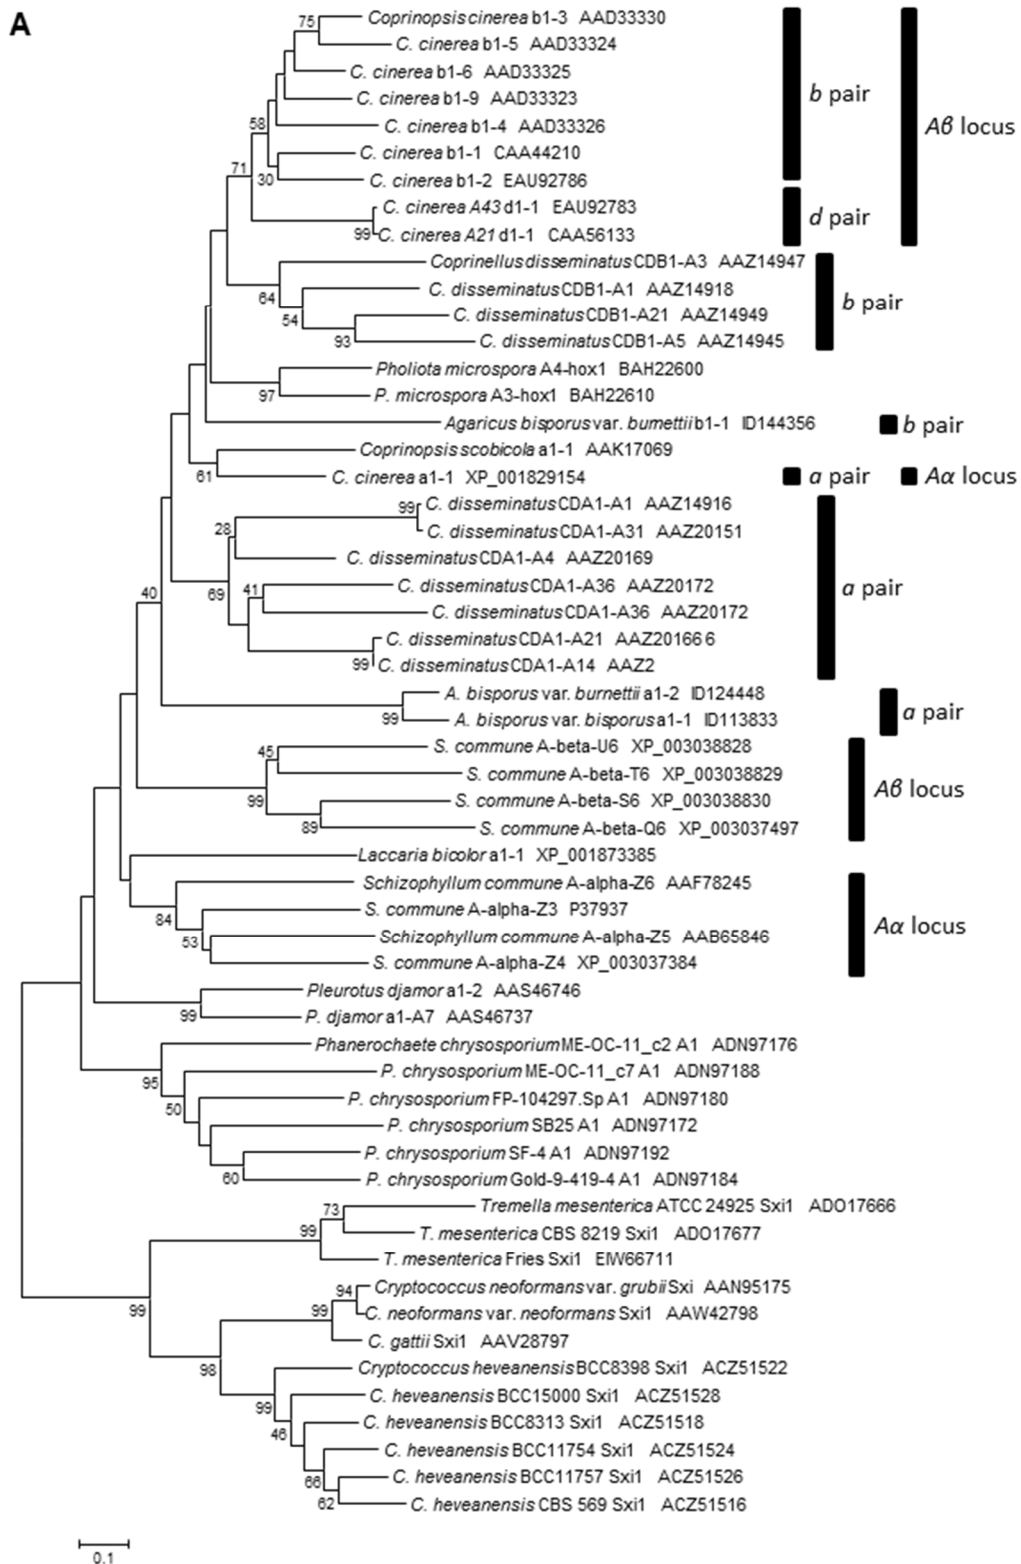 A
75
Coprinopsis cinerea b1-3 AAD33330
C. cinerea b1-5 AAD33324
C. cinerea b1-6 AAD33325
C. cinerea b1-9 AAD33323
b pair
58
C. cinerea b1-4 AAD33326
Aβ locus
C. cinerea b1-1 CAA44210
71
30
C. cinerea b1-2 EAU92786
C. cinerea A43 d1-1 EAU92783
d pair
99
C. cinerea A21 d1-1 CAA56133
Coprinellus disseminatus CDB1-A3 AAZ14947
64
C. disseminatus CDB1-A1 AAZ14918
b pair
54
C. disseminatus CDB1-A21 AAZ14949
93
C. disseminatus CDB1-A5 AAZ14945
Pholiota microspora A4-hox1 BAH22600
97
P. microspora A3-hox1 BAH22610
Agaricus bisporus var. burnettii b1-1 ID144356
b pair
Coprinopsis scobicola a1-1 AAK17069
61
C. cinerea a1-1 XP_001829154
a pair
Aα locus
99
C. disseminatus CDA1-A1 AAZ14916
28
C. disseminatus CDA1-A31 AAZ20151
C. disseminatus CDA1-A4 AAZ20169
40
69
41
C. disseminatus CDA1-A36 AAZ20172
a pair
C. disseminatus CDA1-A36 AAZ20172
C. disseminatus CDA1-A21 AAZ201666
99
C. disseminatus CDA1-A14 AAZ2
A. bisporus var. burnettii a1-2 ID124448
a pair
99
A. bisporus var. bisporus a1-1 ID113833
45
S. commune A-beta-U6 XP_003038828
S. commune A-beta-T6 XP_003038829
Aβ locus
99
S. commune A-beta-S6 XP_003038830
89
S. commune A-beta-Q6 XP_003037497
Laccaria bicolor a1-1 XP_001873385
Schizophyllum commune A-alpha-Z6 AAF78245
84
S. commune A-alpha-Z3 P37937
Aα locus
53
Schizophyllum commune A-alpha-Z5 AAB65846
S. commune A-alpha-Z4 XP_003037384
Pleurotus djamor a1-2 AAS46746
99
P. djamor a1-A7 AAS46737
Phanerochaete chrysosporium ME-OC-11_c2 A1 ADN97176
95
P. chrysosporium ME-OC-11_c7 A1 ADN97188
50
P. chrysosporium FP-104297.Sp A1 ADN97180
P. chrysosporium SB25 A1 ADN97172
P. chrysosporium SF-4 A1 ADN97192
60
P. chrysosporium Gold-9-419-4 A1 ADN97184
73
Tremella mesenterica ATCC 24925 Sxi1 ADO17666
99
T. mesenterica CBS 8219 Sxi1 ADO17677
T. mesenterica Fries Sxi1 EIW66711
94
Cryptococcus neoformans var. grubii Sxi AAN95175
99
99
C. neoformans var. neoformans Sxi1 AAW42798
C. gattii Sxi1 AAV28797
98
Cryptococcus heveanensis BCC8398 Sxi1 ACZ51522
99
C. heveanensis BCC15000 Sxi1 ACZ51528
46
C. heveanensis BCC8313 Sxi1 ACZ51518
C. heveanensis BCC11754 Sxi1 ACZ51524
66
C. heveanensis BCC11757 Sxi1 ACZ51526
62
C. heveanensis CBS 569 Sxi1 ACZ51516
0.1